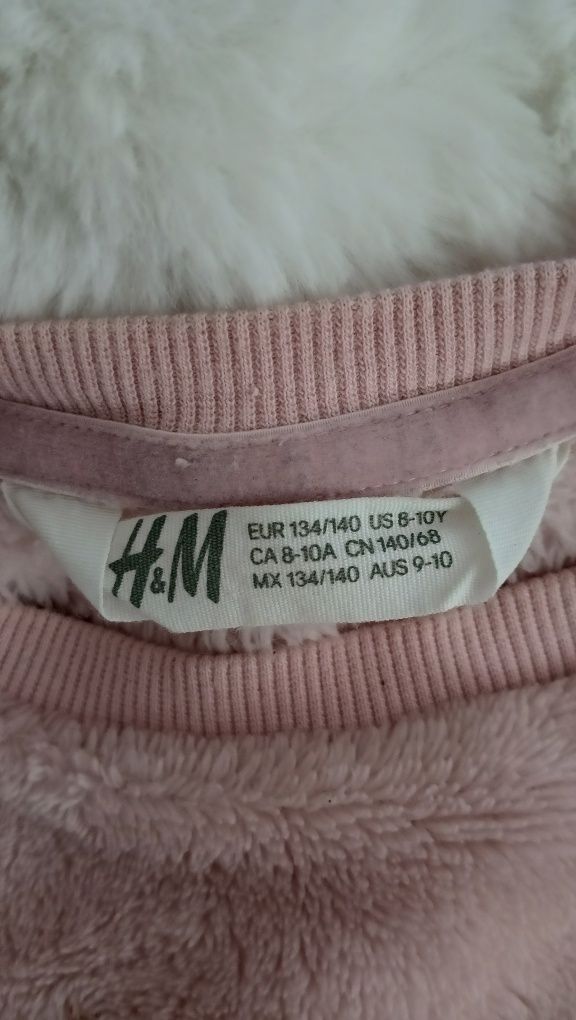 H&M
EUR 134/140 US 8-10Y
CA 8-10A CN 140/68
MX 134/140 AUS 9-10